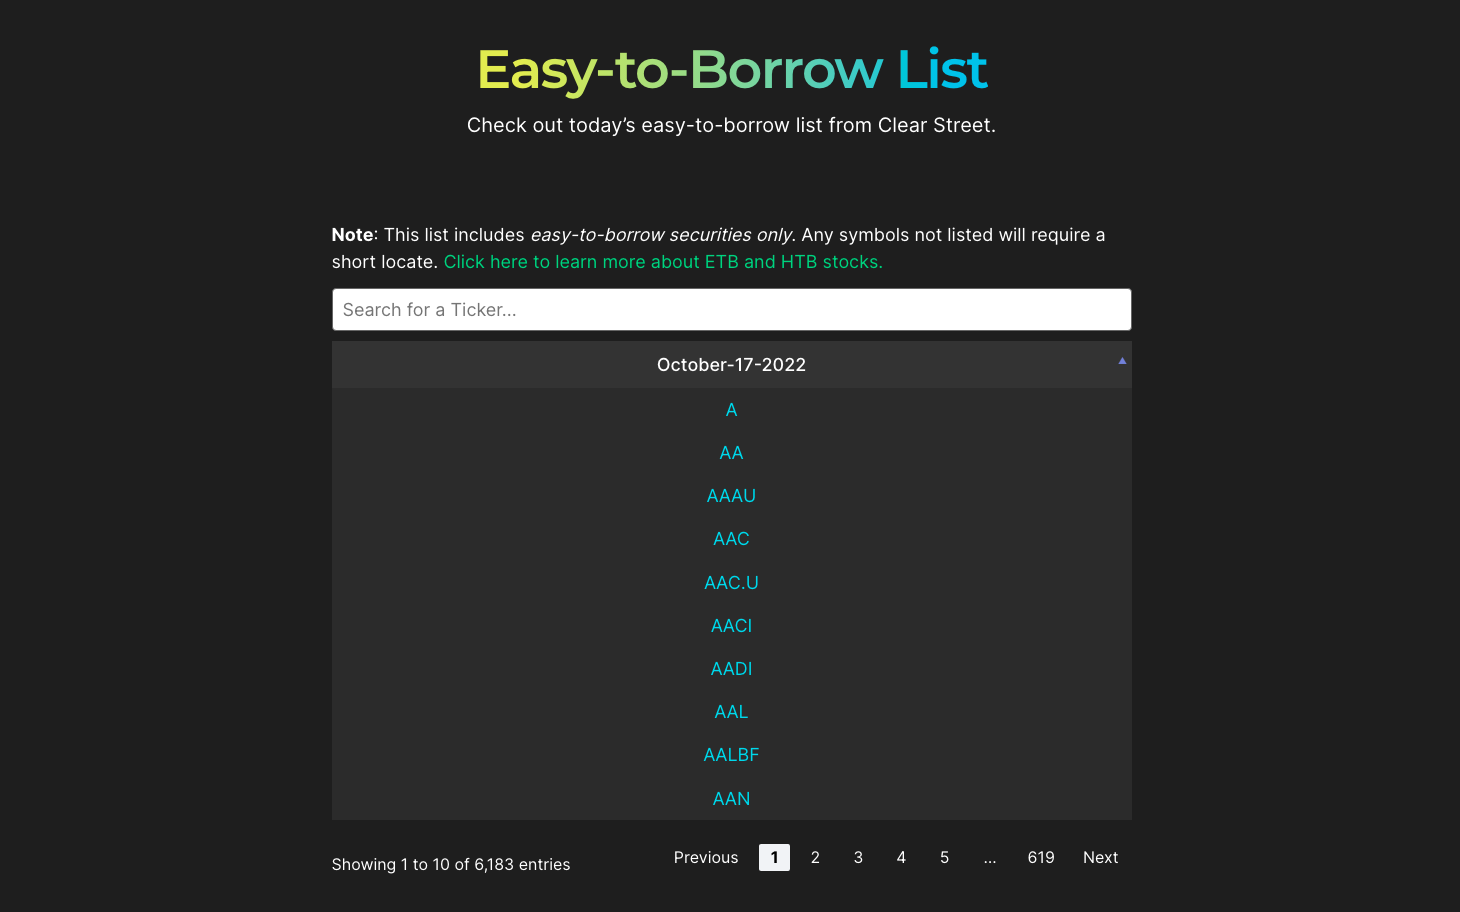 Easy-to-Borrow List
Check out today’s easy-to-borrow list from Clear Street.
Note: This list includes easy-to-borrow securities only. Any symbols not listed will require a
short locate. Click here to learn more about ETB and HTB stocks.
Search for a Ticker...
October-17-2022
A
AA
AAAU
AAC
AAC.U
AACI
AADI
AAL
AALBF
AAN
Showing 1 to 10 of 6,183 entries
Previous 1 2 3 4 5 ... 619 Next